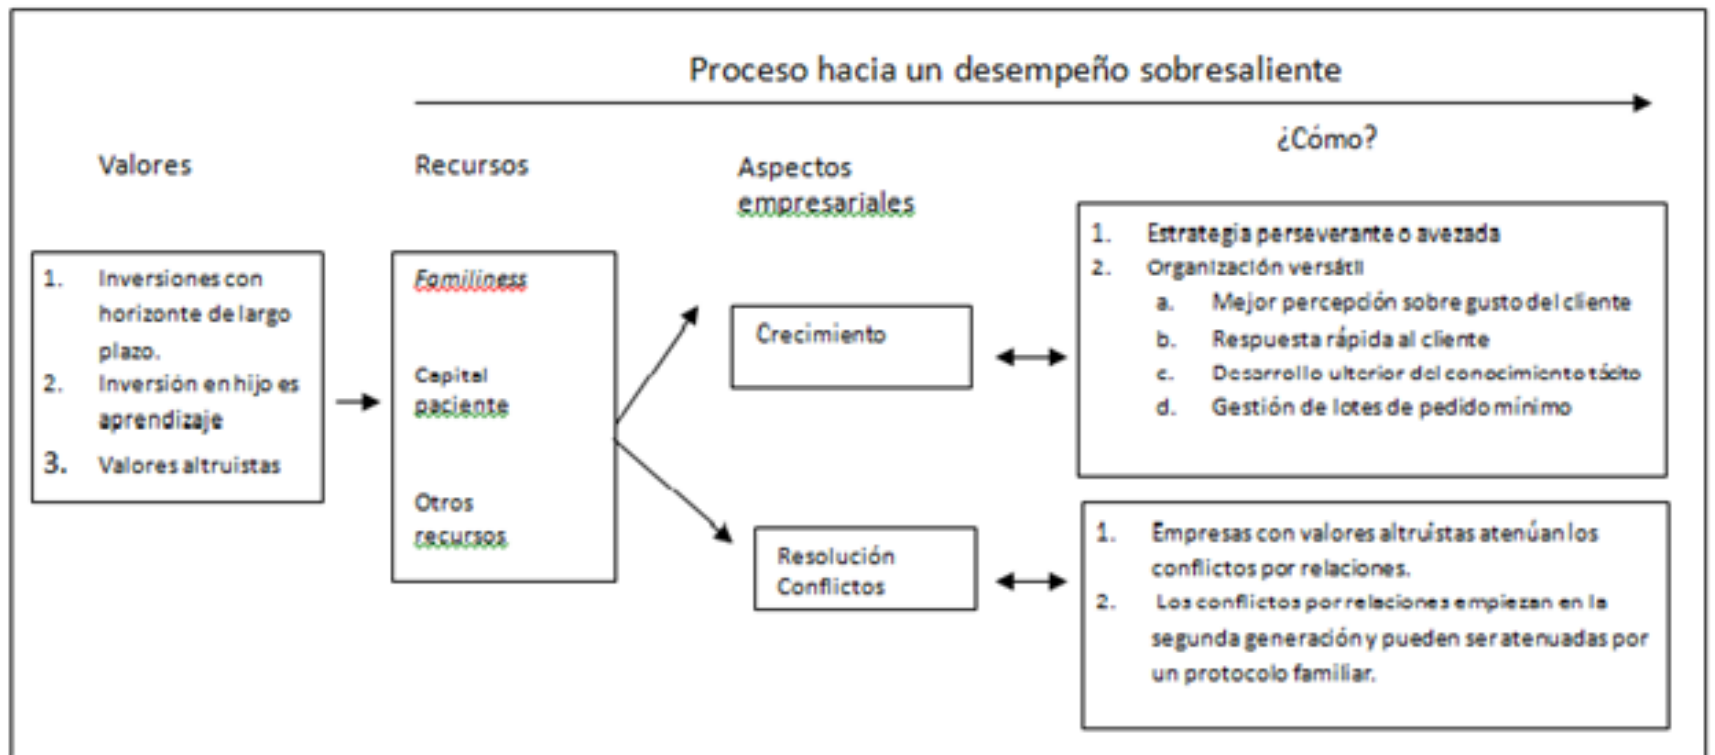 Proceso hacia un desempeño sobresaliente
¿Cómo?
Valores
Recursos
Aspectos
empresariales
1. Inversiones con
horizonte de largo
plazo.
2. Inversión en hijo es
aprendizaje
3. Valores altruistas
Familiness
Capital
paciente
Otros
recursos
Crecimiento
Resolución
Conflictos
1. Estrategia perseverante o avezada
2. Organización versátil
a. Mejor percepción sobre gusto del cliente
b. Respuesta rápida al cliente
c. Desarrollo ulterior del conocimiento tácito
d. Gestión de lotes de pedido mínimo
1. Empresas con valores altruistas atenúan los
conflictos por relaciones.
2. Los conflictos por relaciones empiezan en la
segunda generación y pueden ser atenuadas por
un protocolo familiar.